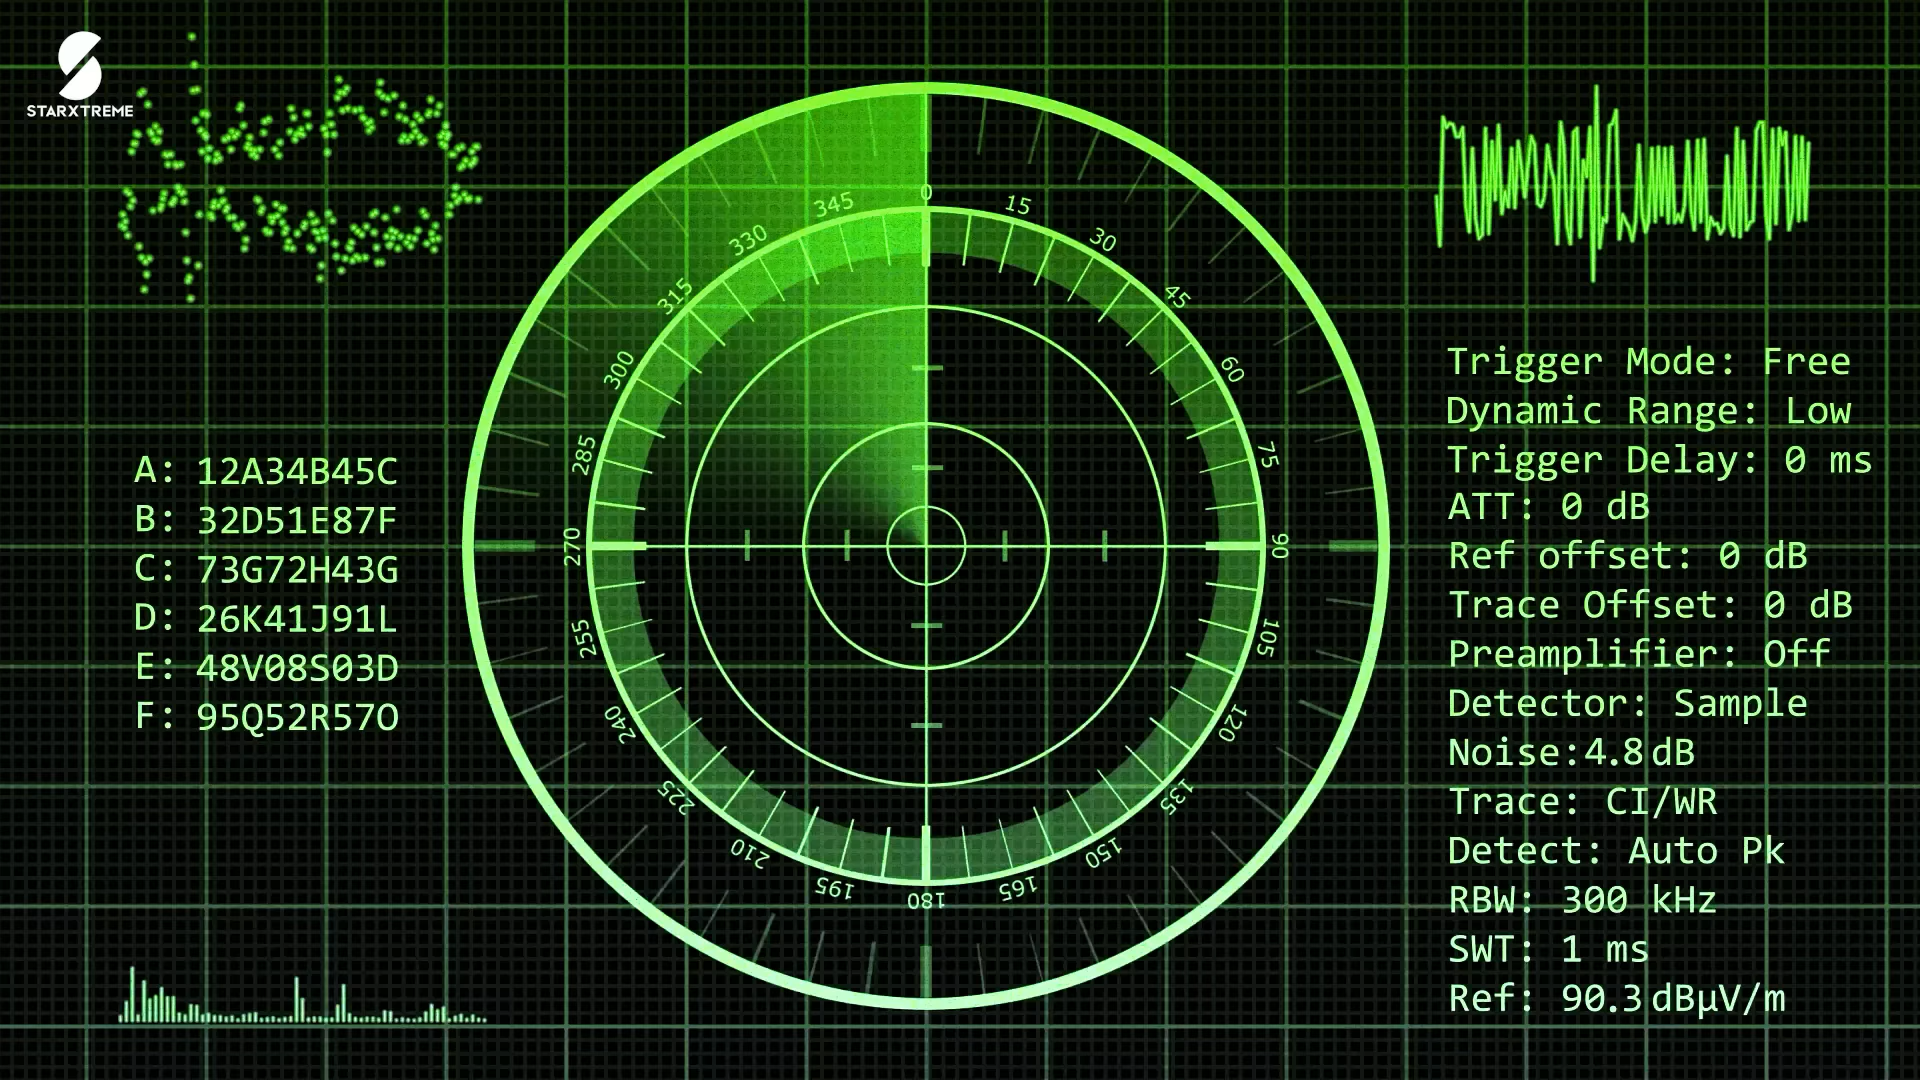 STARXTREME
A: 12A34B45C
B: 32D51E87F
C: 73G72H43G
D: 26K41J91L
E: 48V08S03D
F: 95Q52R57O
0
15
30
45
60
75
90
105
120
135
150
165
180
195
210
225
240
255
270
285
300
315
330
345
Trigger Mode: Free
Dynamic Range: Low
Trigger Delay: 0 ms
ATT: 0 dB
Ref offset: 0 dB
Trace Offset: 0 dB
Preamplifier: Off
Detector: Sample
Noise:4.8dB
Trace: CI/WR
Detect: Auto Pk
RBW: 300 kHz
SWT: 1 ms
Ref: 90.3dBμV/m